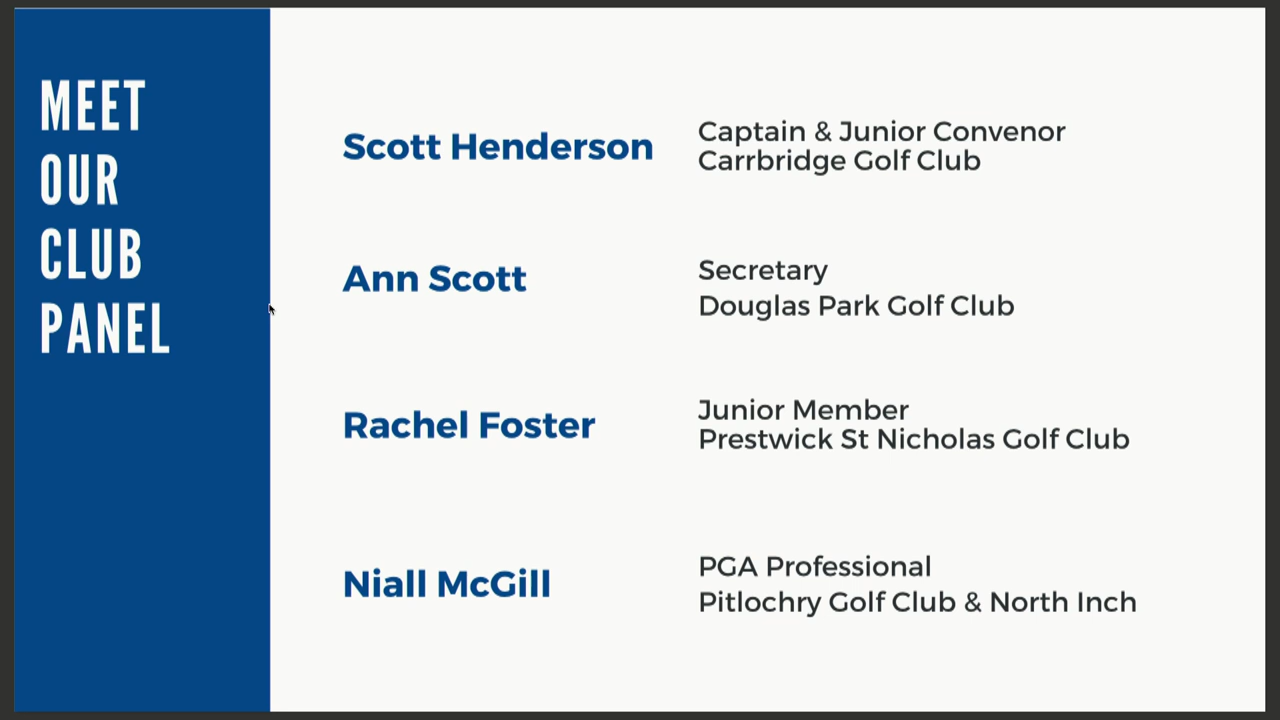 MEET
OUR
CLUB
PANEL
Scott Henderson
Captain & Junior Convenor
Carrbridge Golf Club
Ann Scott
Secretary
Douglas Park Golf Club
Rachel Foster
Junior Member
Prestwick St Nicholas Golf Club
Niall McGill
PGA Professional
Pitlochry Golf Club & North Inch